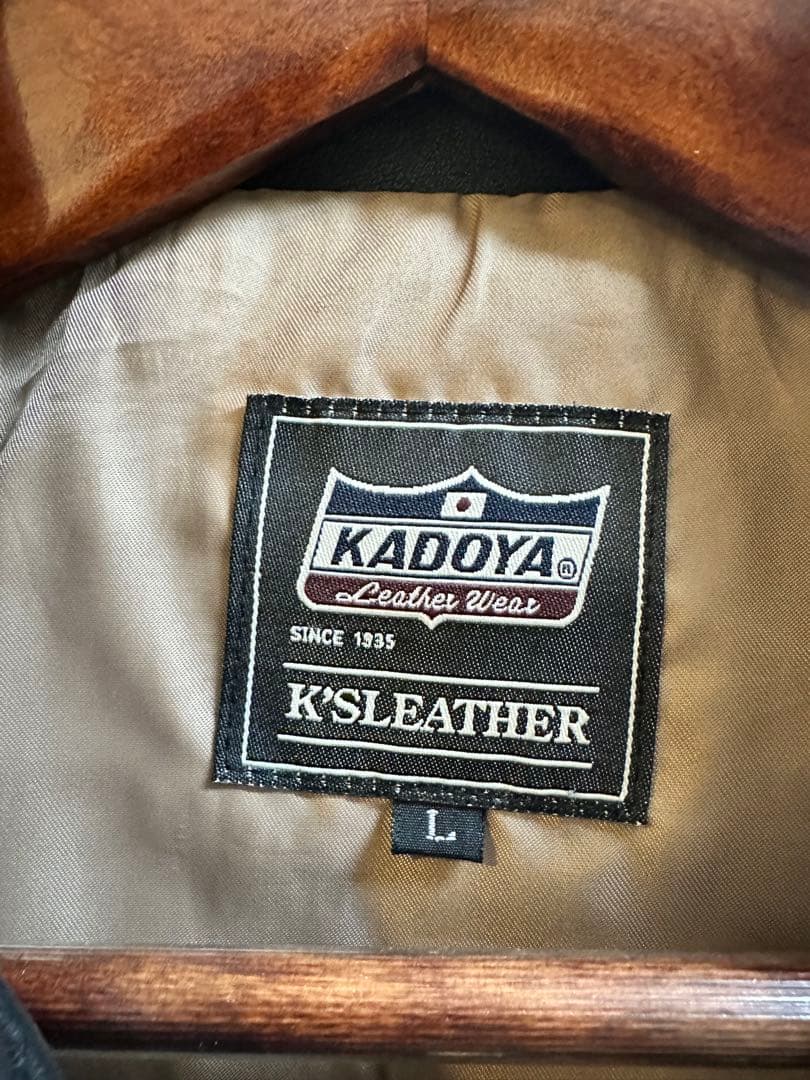 KADOYA®
Leather Wear
SINCE 1935
K'SLEATHER
L